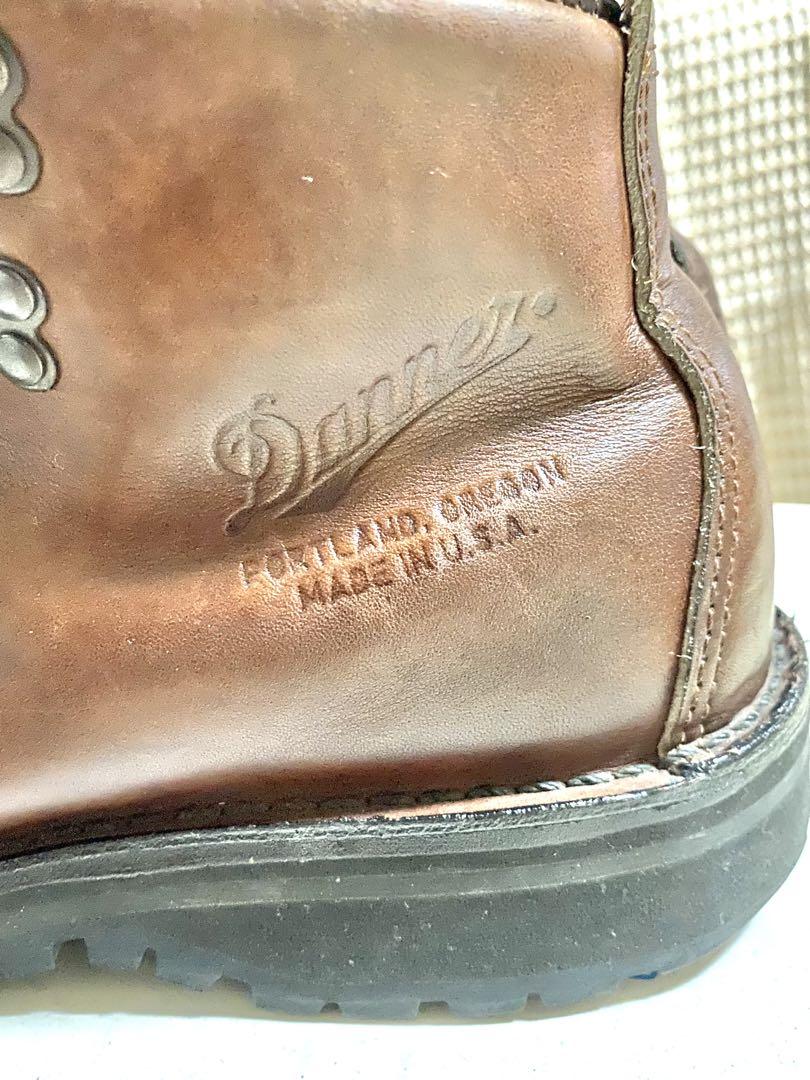 Danner.
PORTLAND, OREGON
MADE IN U.S.A.